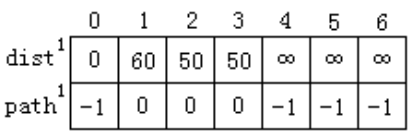 0 1 2 3 4 5 6
dist¹ 0 60 50 50 ∞ ∞ ∞
path¹ -1 0 0 0 -1 -1 -1